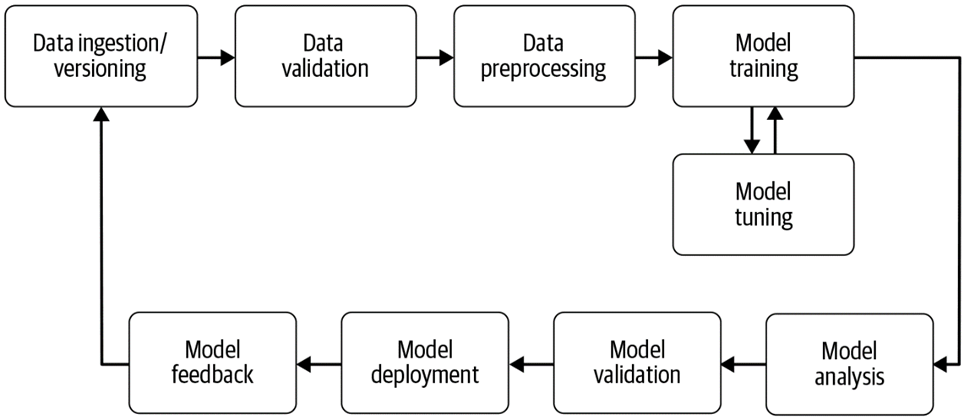 Data ingestion/
versioning
Data
validation
Data
preprocessing
Model
training
Model
tuning
Model
feedback
Model
deployment
Model
validation
Model
analysis